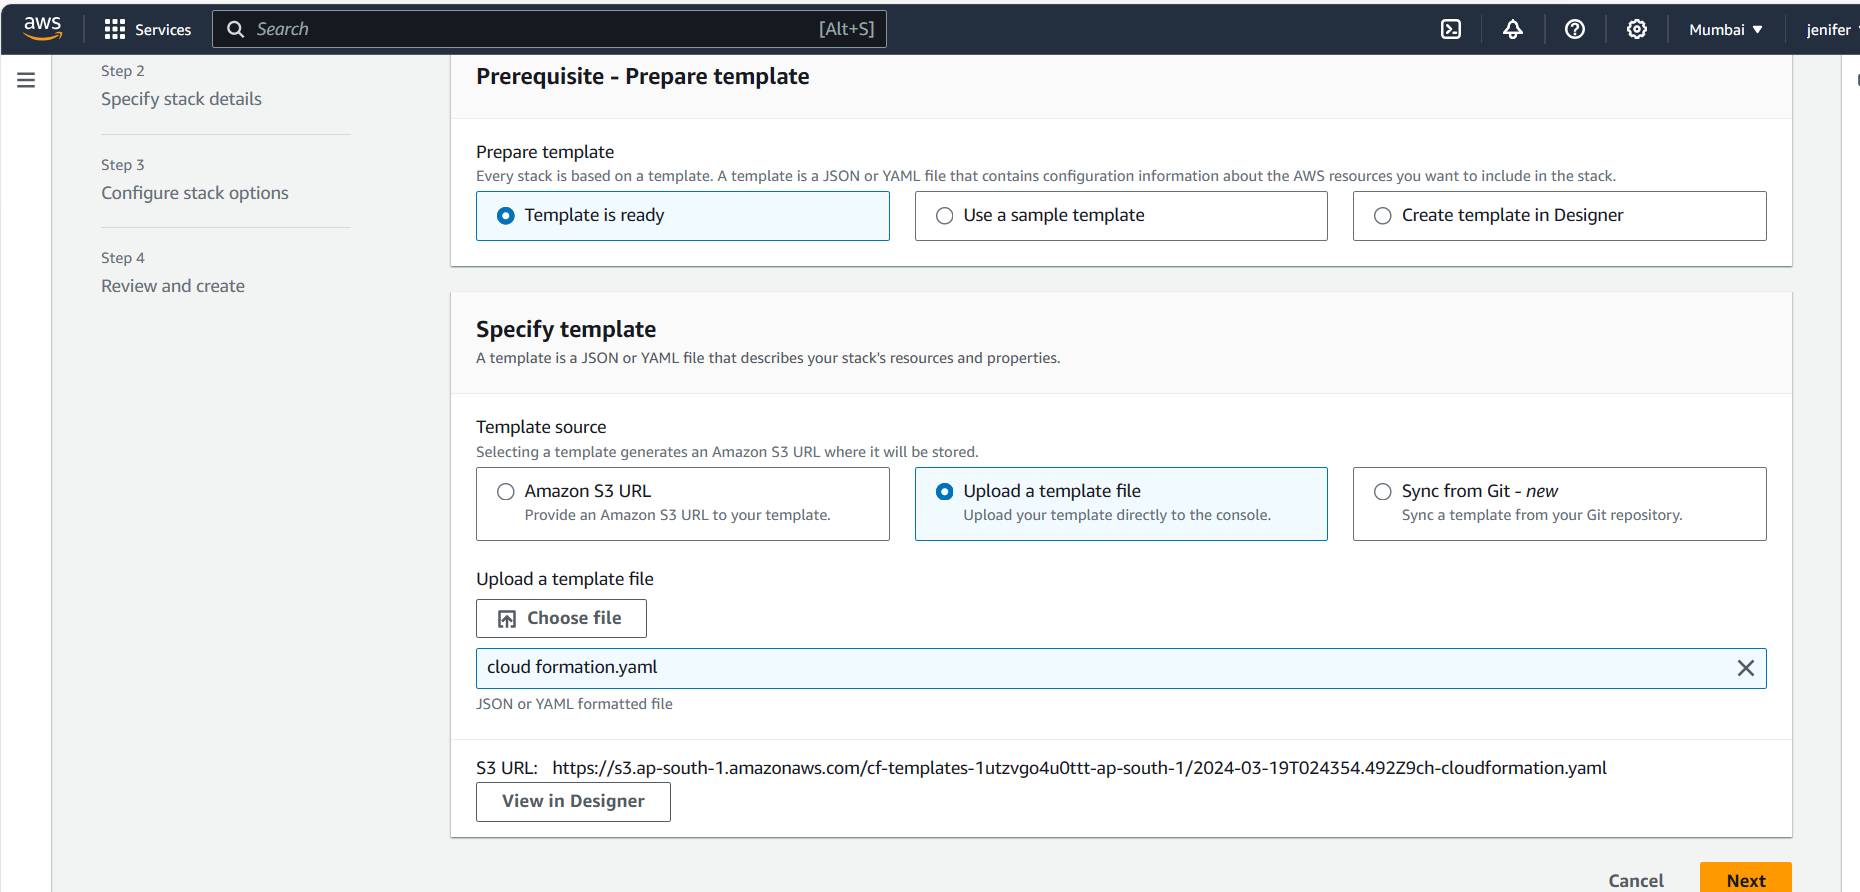 aws
Services
Search
[Alt+S]
Mumbai
jenifer
Step 2
Specify stack details
Step 3
Configure stack options
Step 4
Review and create
Prerequisite - Prepare template
Prepare template
Every stack is based on a template. A template is a JSON or YAML file that contains configuration information about the AWS resources you want to include in the stack.
Template is ready
Use a sample template
Create template in Designer
Specify template
A template is a JSON or YAML file that describes your stack's resources and properties.
Template source
Selecting a template generates an Amazon S3 URL where it will be stored.
Amazon S3 URL
Provide an Amazon S3 URL to your template.
Upload a template file
Upload your template directly to the console.
Sync from Git - new
Sync a template from your Git repository.
Upload a template file
Choose file
cloud formation.yaml
JSON or YAML formatted file
S3 URL: https://s3.ap-south-1.amazonaws.com/cf-templates-1utzvgo4u0ttt-ap-south-1/2024-03-19T024354.492Z9ch-cloudformation.yaml
View in Designer
Cancel
Next